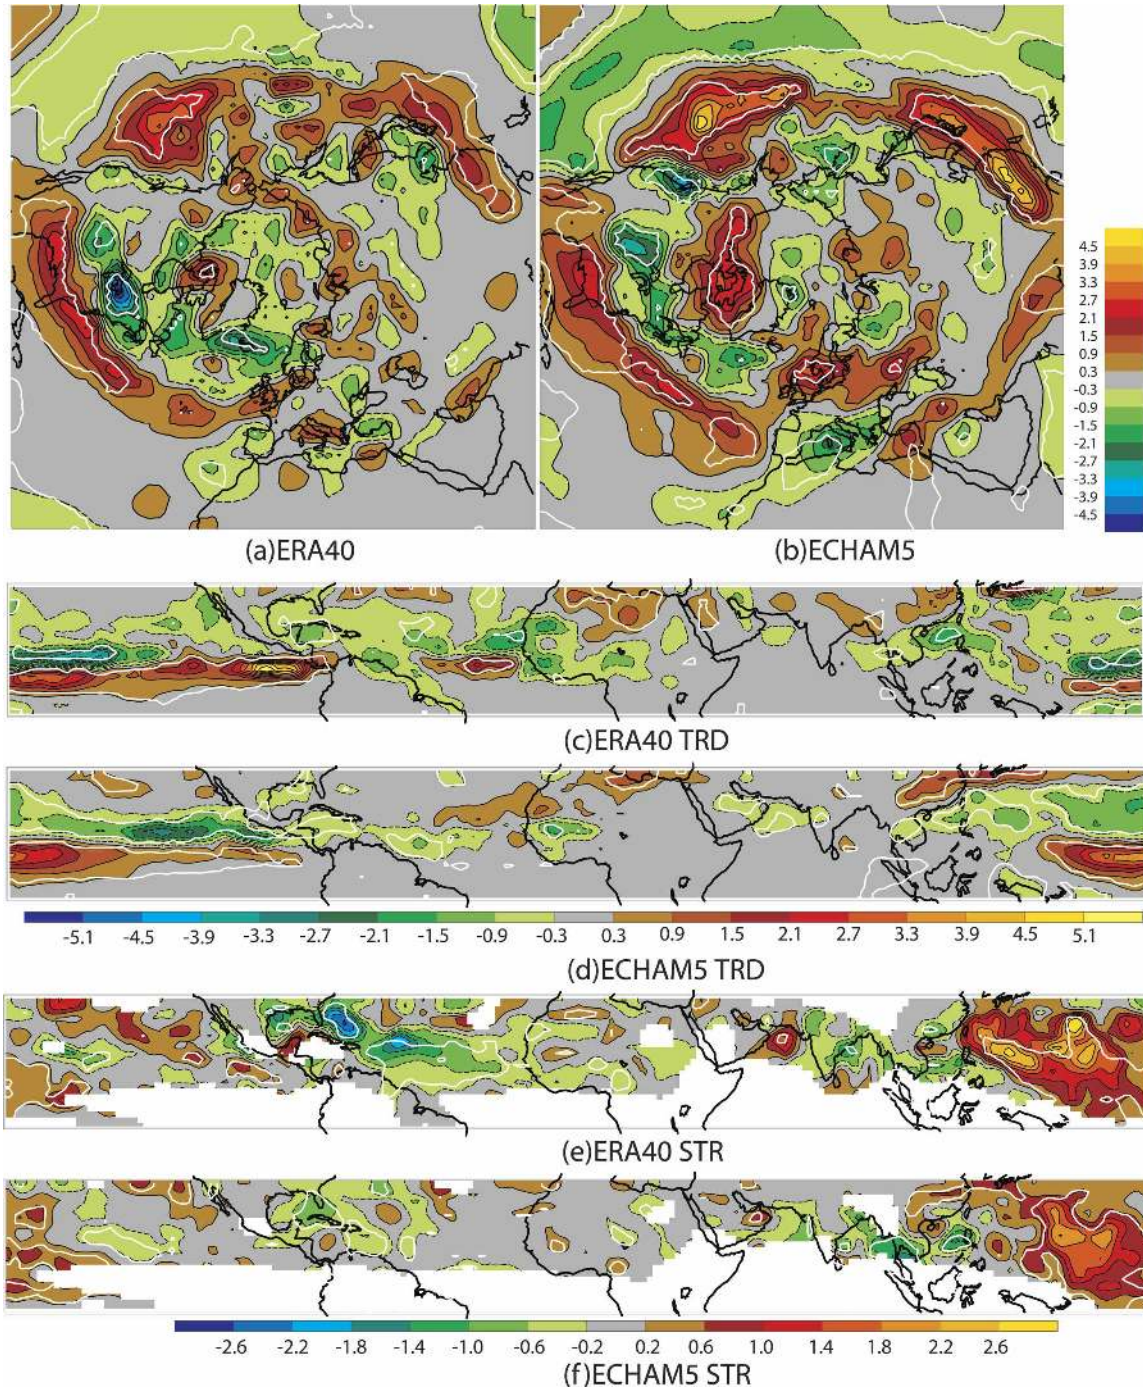 4.5
3.9
3.3
2.7
2.1
1.5
0.9
0.3
-0.3
-0.9
-1.5
-2.1
-2.7
-3.3
-3.9
-4.5
(a)ERA40
(b)ECHAM5
(c)ERA40 TRD
-5.1 -4.5 -3.9 -3.3 -2.7 -2.1 -1.5 -0.9 -0.3 0.3 0.9 1.5 2.1 2.7 3.3 3.9 4.5 5.1
(d)ECHAM5 TRD
(e)ERA40 STR
-2.6 -2.2 -1.8 -1.4 -1.0 -0.6 -0.2 0.2 0.6 1.0 1.4 1.8 2.2 2.6
(f)ECHAM5 STR